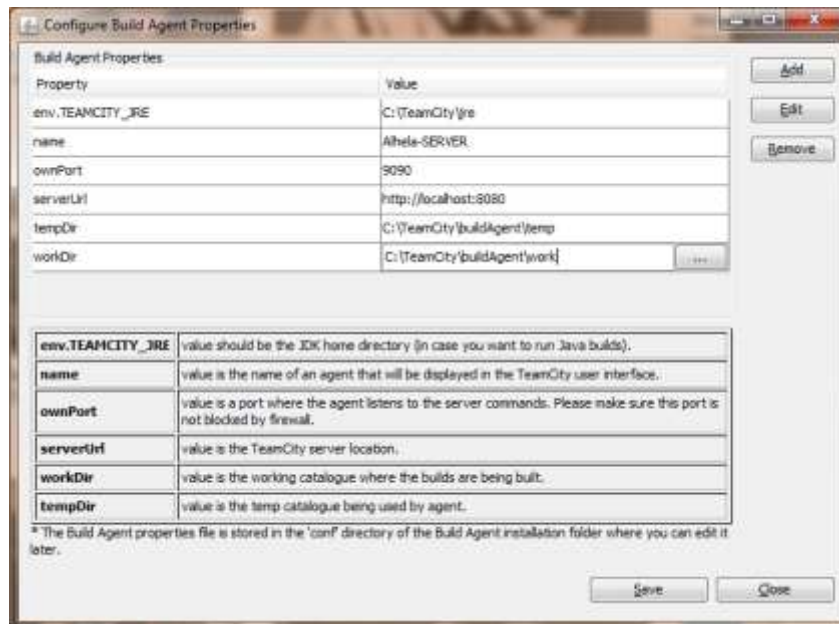 Configure Build Agent Properties
Build Agent Properties
Property Value
env.TEAMCITY_JRE C:\TeamCity\jre
name Alhela-SERVER
ownPort 9090
serverUrl http://localhost:8080
tempDir C:\TeamCity\buildAgent\temp
workDir C:\TeamCity\buildAgent\work ...
Add
Edit
Remove
env.TEAMCITY_JRE value should be the JDK home directory (in case you want to run Java builds).
name value is the name of an agent that will be displayed in the TeamCity user interface.
ownPort value is a port where the agent listens to the server commands. Please make sure this port is
not blocked by firewall.
serverUrl value is the TeamCity server location.
workDir value is the working catalogue where the builds are being built.
tempDir value is the temp catalogue being used by agent.
* The Build Agent properties file is stored in the 'conf' directory of the Build Agent installation folder where you can edit it
later.
Save Close